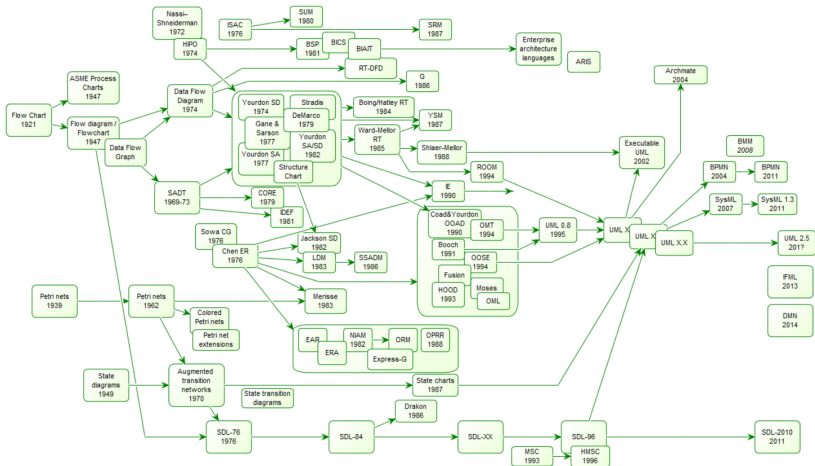 Nassi–
Shneiderman
1972
ISAC
1976
SUM
1980
SRM
1987
HIPO
1974
BSP
1981
BICS
BIAIT
Enterprise
architecture
languages
ARIS
Archmate
2004
ASME Process
Charts
1947
Data Flow
Diagram
1974
RT-DFD
G
1986
Flow Chart
1921
Flow diagram /
Flowchart
1947
Data Flow
Graph
Yourdon SD
1974
Stradis
DeMarco
1979
Gane &
Sarson
1977
Yourdon
SA/SD
1982
Yourdon SA
1977
Structure
Chart
Boing/Hatley RT
1984
Ward-Mellor
RT
1985
YSM
1987
Shlaer-Mellor
1988
Executable
UML
2002
BMM
2008
ROOM
1994
BPMN
2004
BPMN
2011
SADT
1969-73
CORE
1979
IDEF
1981
IE
1990
SysML
2007
SysML 1.3
2011
Sowa CG
1976
Chen ER
1976
Jackson SD
1982
LDM
1983
SSADM
1986
Coad&Yourdon
OOAD
1990
OMT
1994
Booch
1991
OOSE
1994
Fusion
HOOD
1993
Moses
OML
UML 0.8
1995
UML X
UML X
UML X.X
UML 2.5
201?
Petri nets
1939
Petri nets
1962
Colored
Petri nets
Petri net
extensions
Merisse
1983
IFML
2013
DMN
2014
EAR
ERA
NIAM
1982
ORM
OPRR
1988
Express-G
State
diagrams
1949
Augmented
transition
networks
1970
State transition
diagrams
State charts
1987
Drakon
1986
SDL-76
1976
SDL-84
SDL-XX
SDL-96
SDL-2010
2011
MSC
1993
HMSC
1996